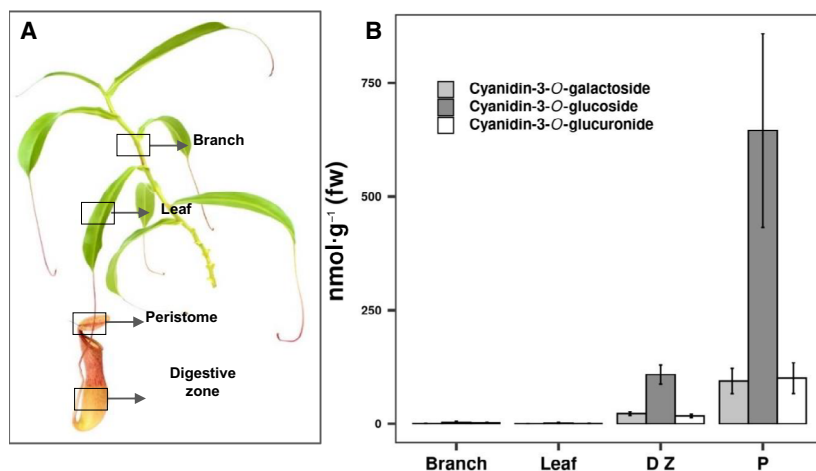 A
Branch
Leaf
Peristome
Digestive
zone
B
Cyanidin-3-O-galactoside
Cyanidin-3-O-glucoside
Cyanidin-3-O-glucuronide
nmol·g⁻¹ (fw)
750
500
250
0
Branch
Leaf
D Z
P